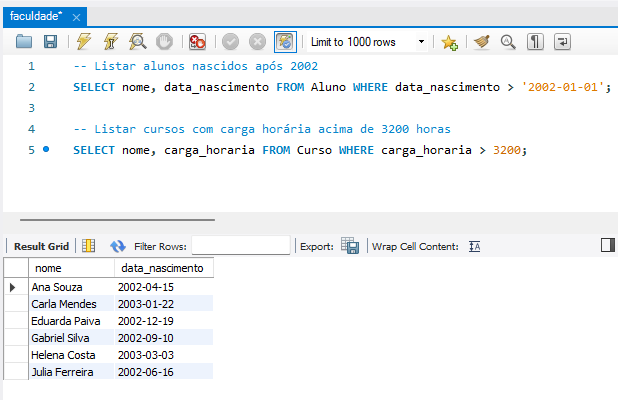 faculdade* ×
Limit to 1000 rows
1 -- Listar alunos nascidos após 2002
2 SELECT nome, data_nascimento FROM Aluno WHERE data_nascimento > '2002-01-01';
3
4 -- Listar cursos com carga horária acima de 3200 horas
5 SELECT nome, carga_horaria FROM Curso WHERE carga_horaria > 3200;
Result Grid Filter Rows: Export: Wrap Cell Content: IA
nome data_nascimento
Ana Souza 2002-04-15
Carla Mendes 2003-01-22
Eduarda Paiva 2002-12-19
Gabriel Silva 2002-09-10
Helena Costa 2003-03-03
Julia Ferreira 2002-06-16